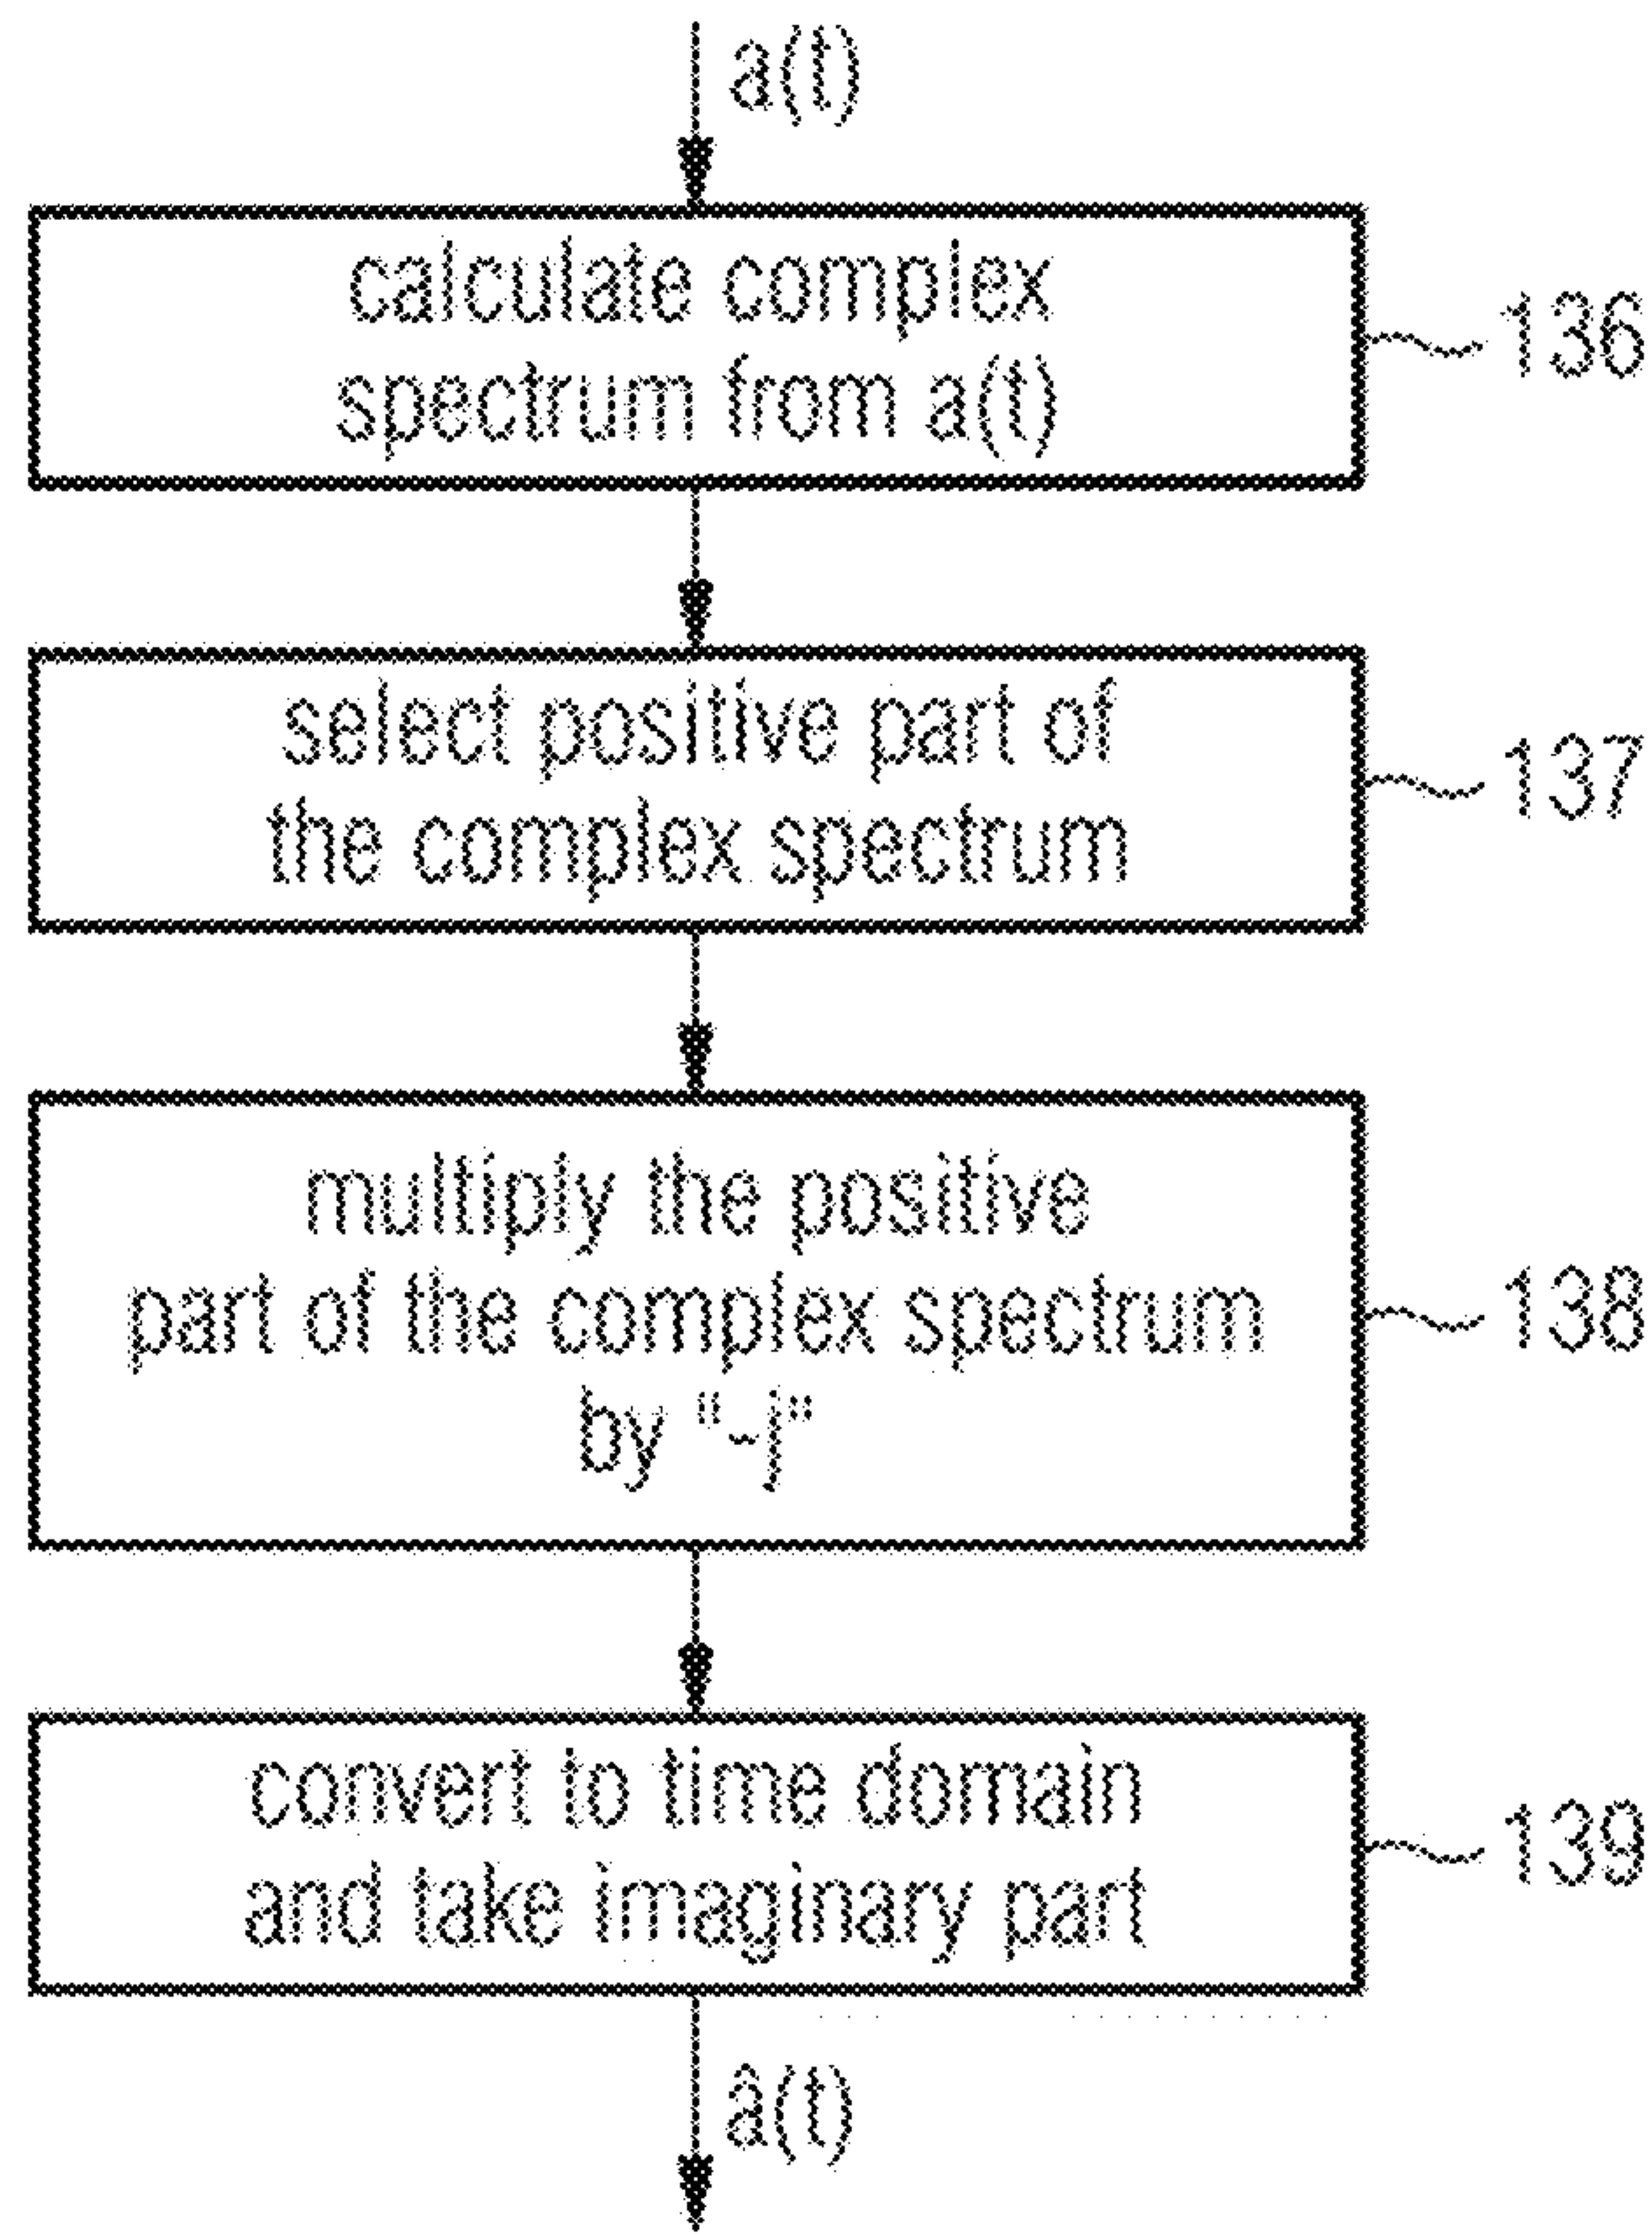 a(t)
calculate complex
spectrum from a(t)
136
select positive part of
the complex spectrum
137
multiply the positive
part of the complex spectrum
by "-j"
138
convert to time domain
and take imaginary part
139
â(t)